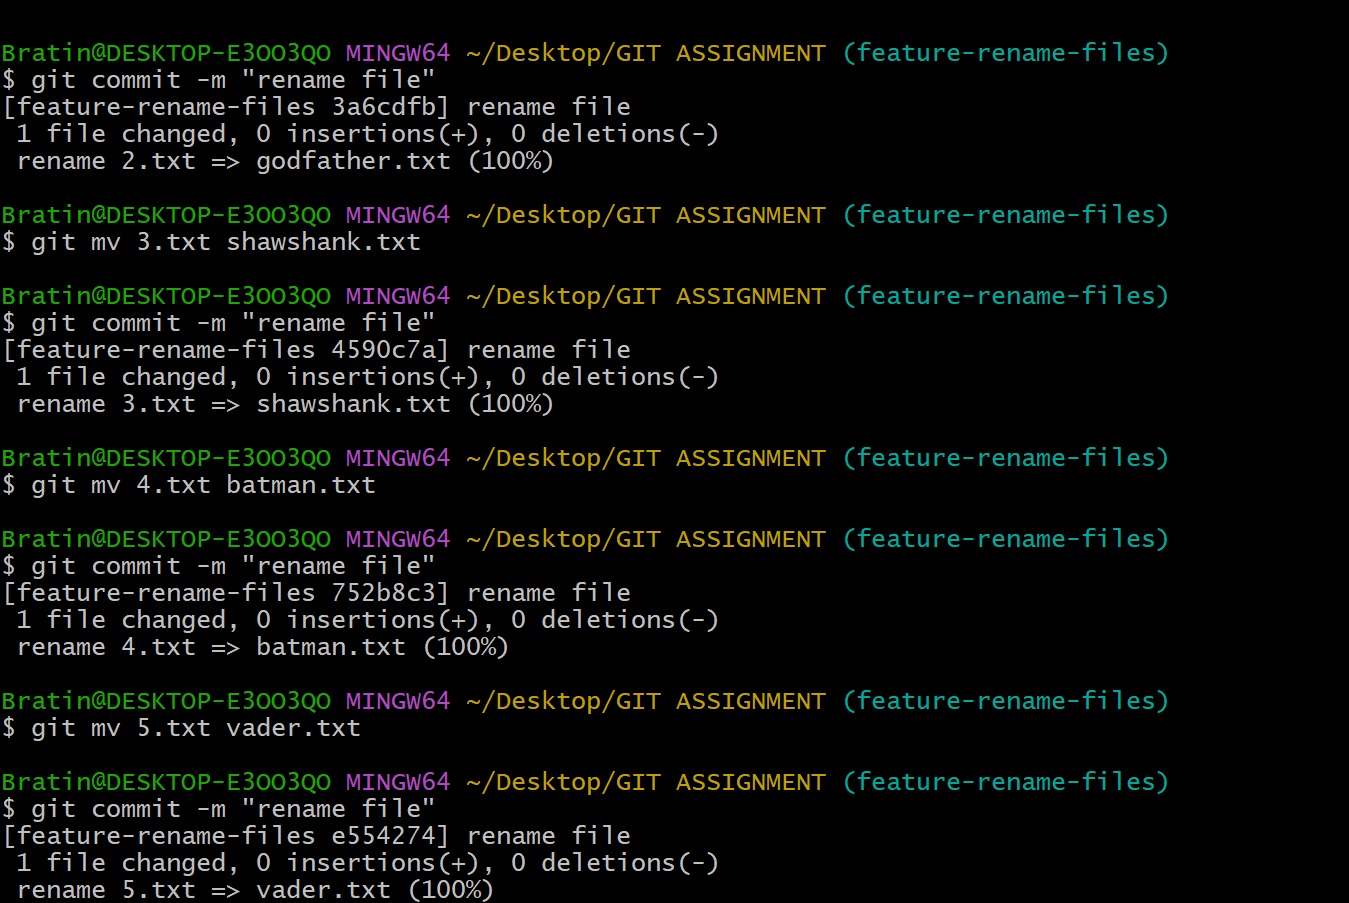 Bratin@DESKTOP-E3OO3QO MINGW64 ~/Desktop/GIT ASSIGNMENT (feature-rename-files)
$ git commit -m "rename file"
[feature-rename-files 3a6cdfb] rename file
 1 file changed, 0 insertions(+), 0 deletions(-)
 rename 2.txt => godfather.txt (100%)

Bratin@DESKTOP-E3OO3QO MINGW64 ~/Desktop/GIT ASSIGNMENT (feature-rename-files)
$ git mv 3.txt shawshank.txt

Bratin@DESKTOP-E3OO3QO MINGW64 ~/Desktop/GIT ASSIGNMENT (feature-rename-files)
$ git commit -m "rename file"
[feature-rename-files 4590c7a] rename file
 1 file changed, 0 insertions(+), 0 deletions(-)
 rename 3.txt => shawshank.txt (100%)

Bratin@DESKTOP-E3OO3QO MINGW64 ~/Desktop/GIT ASSIGNMENT (feature-rename-files)
$ git mv 4.txt batman.txt

Bratin@DESKTOP-E3OO3QO MINGW64 ~/Desktop/GIT ASSIGNMENT (feature-rename-files)
$ git commit -m "rename file"
[feature-rename-files 752b8c3] rename file
 1 file changed, 0 insertions(+), 0 deletions(-)
 rename 4.txt => batman.txt (100%)

Bratin@DESKTOP-E3OO3QO MINGW64 ~/Desktop/GIT ASSIGNMENT (feature-rename-files)
$ git mv 5.txt vader.txt

Bratin@DESKTOP-E3OO3QO MINGW64 ~/Desktop/GIT ASSIGNMENT (feature-rename-files)
$ git commit -m "rename file"
[feature-rename-files e554274] rename file
 1 file changed, 0 insertions(+), 0 deletions(-)
 rename 5.txt => vader.txt (100%)